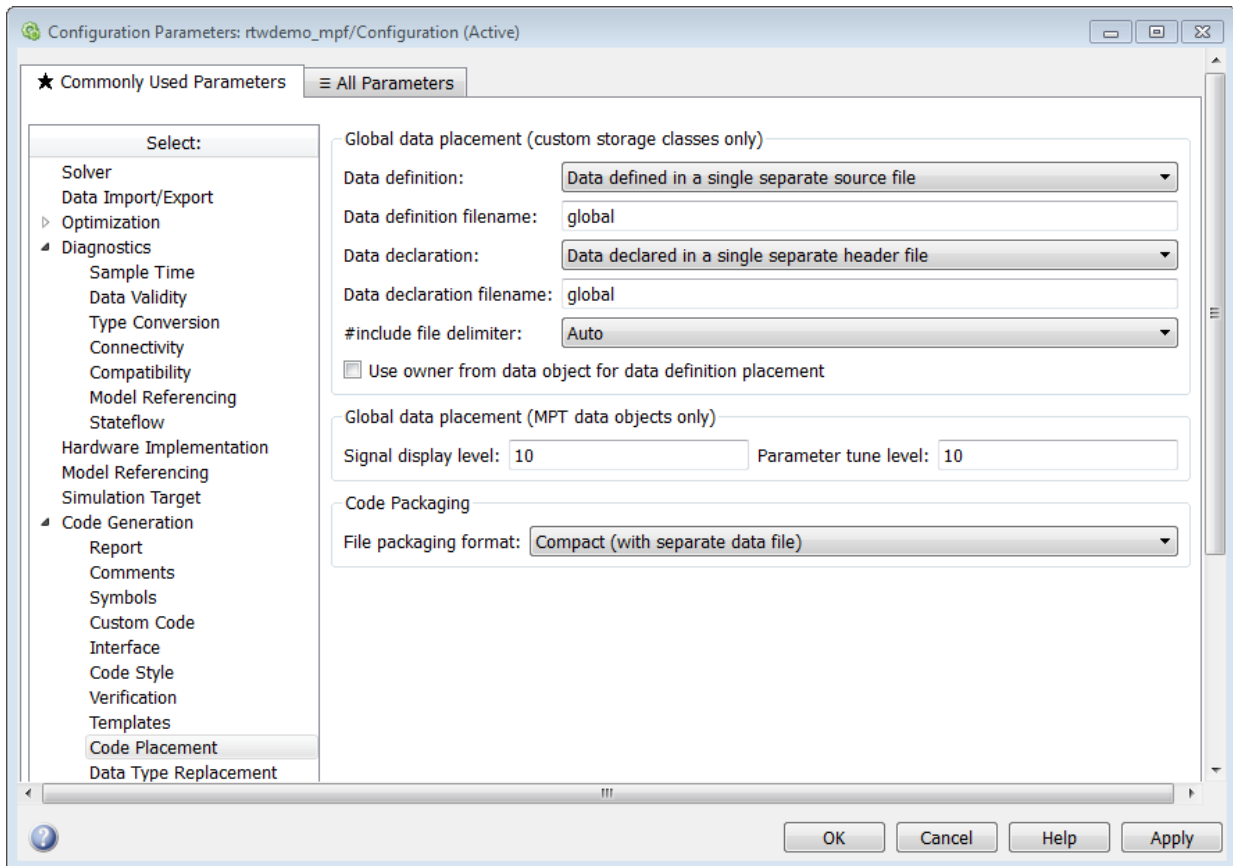 Configuration Parameters: rtwdemo_mpf/Configuration (Active)
★ Commonly Used Parameters
≡ All Parameters
Select:
Solver
Data Import/Export
Optimization
Diagnostics
Sample Time
Data Validity
Type Conversion
Connectivity
Compatibility
Model Referencing
Stateflow
Hardware Implementation
Model Referencing
Simulation Target
Code Generation
Report
Comments
Symbols
Custom Code
Interface
Code Style
Verification
Templates
Code Placement
Data Type Replacement
Global data placement (custom storage classes only)
Data definition: Data defined in a single separate source file
Data definition filename: global
Data declaration: Data declared in a single separate header file
Data declaration filename: global
#include file delimiter: Auto
Use owner from data object for data definition placement
Global data placement (MPT data objects only)
Signal display level: 10 Parameter tune level: 10
Code Packaging
File packaging format: Compact (with separate data file)
? OK Cancel Help Apply